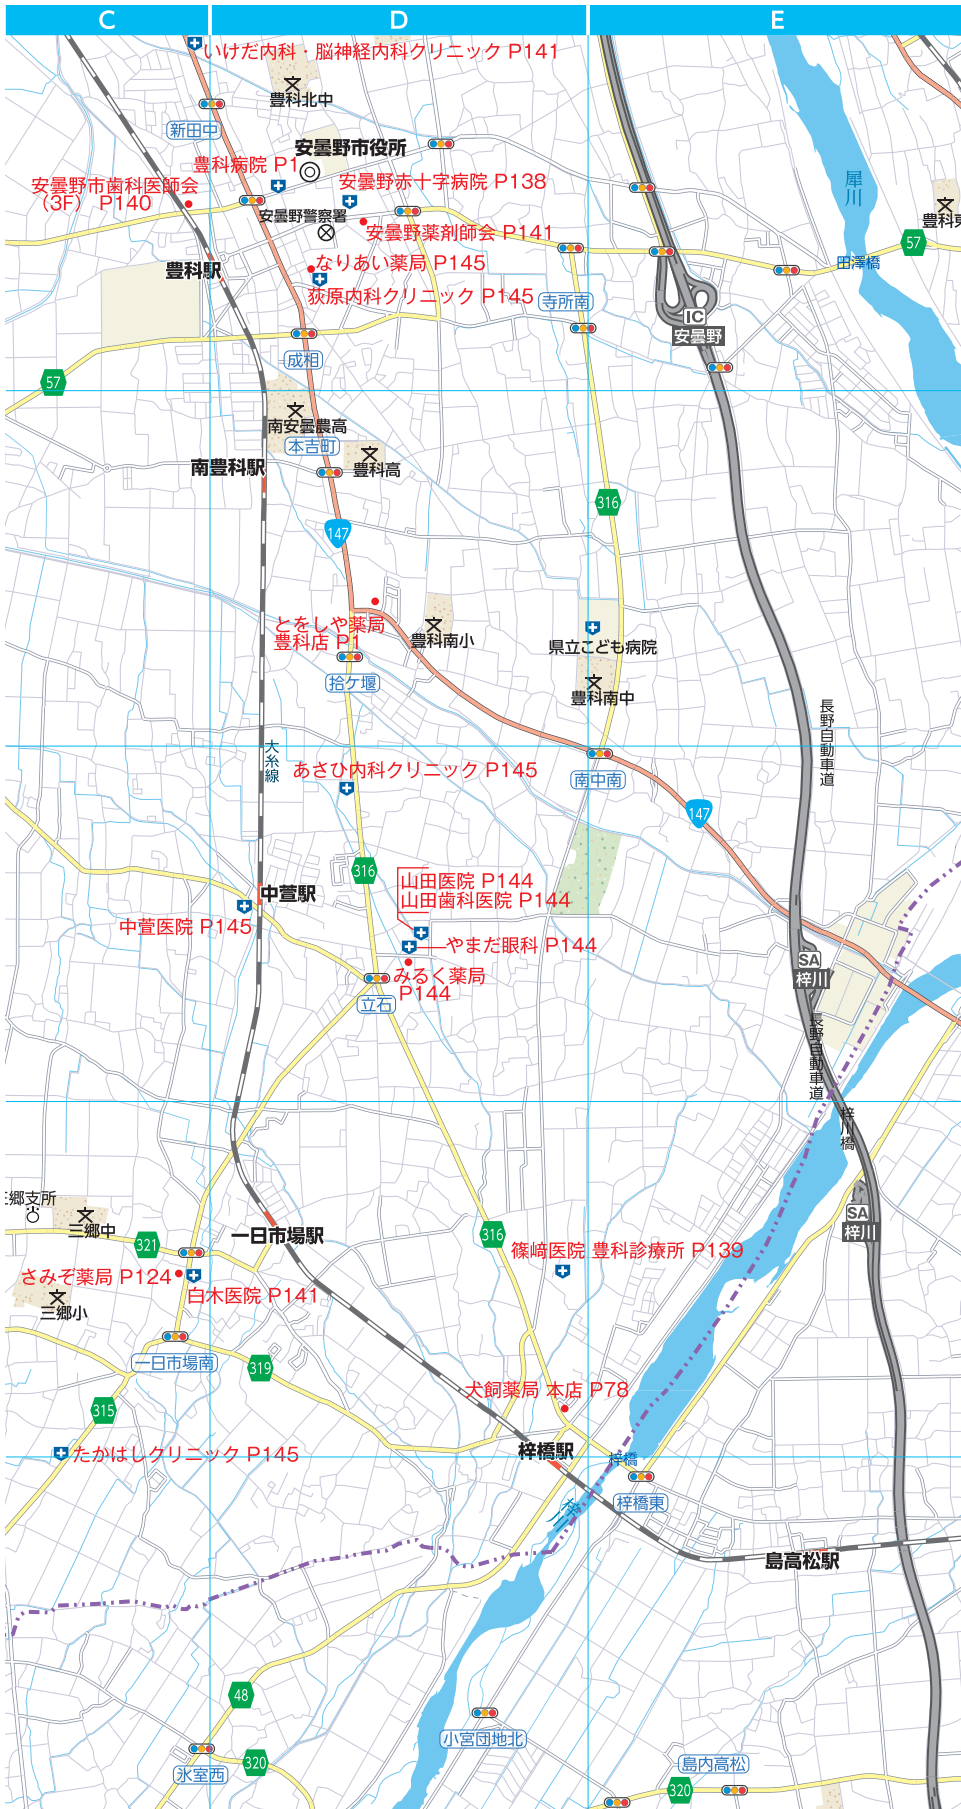 C
D
E
いけだ内科・脳神経内科クリニック P141
豊科北中
新田中
安曇野市役所
豊科病院 P1
安曇野赤十字病院 P138
安曇野市歯科医師会
（3F） P140
安曇野警察署
安曇野薬剤師会 P141
犀川
豊科東
57
田澤橋
豊科駅
なりあい薬局 P145
荻原内科クリニック P145
寺所南
IC
安曇野
成相
57
南安曇農高
本吉町
豊科高
南豊科駅
316
147
とをしや薬局
豊科店 P1
豊科南小
県立こども病院
拾ケ堰
豊科南中
長野自動車道
大糸線
あさひ内科クリニック P145
南中南
147
316
山田医院 P144
山田歯科医院 P144
中萱駅
中萱医院 P145
やまだ眼科 P144
みるく薬局
P144
立石
SA
梓川
長野自動車道
梓川橋
三郷支所
三郷中
321
一日市場駅
316
SA
梓川
篠﨑医院 豊科診療所 P139
さみぞ薬局 P124
白木医院 P141
三郷小
一日市場南
319
犬飼薬局 本店 P78
315
たかはしクリニック P145
梓橋駅
梓橋
梓橋東
梓川
島高松駅
48
小宮団地北
氷室西
320
島内高松
320